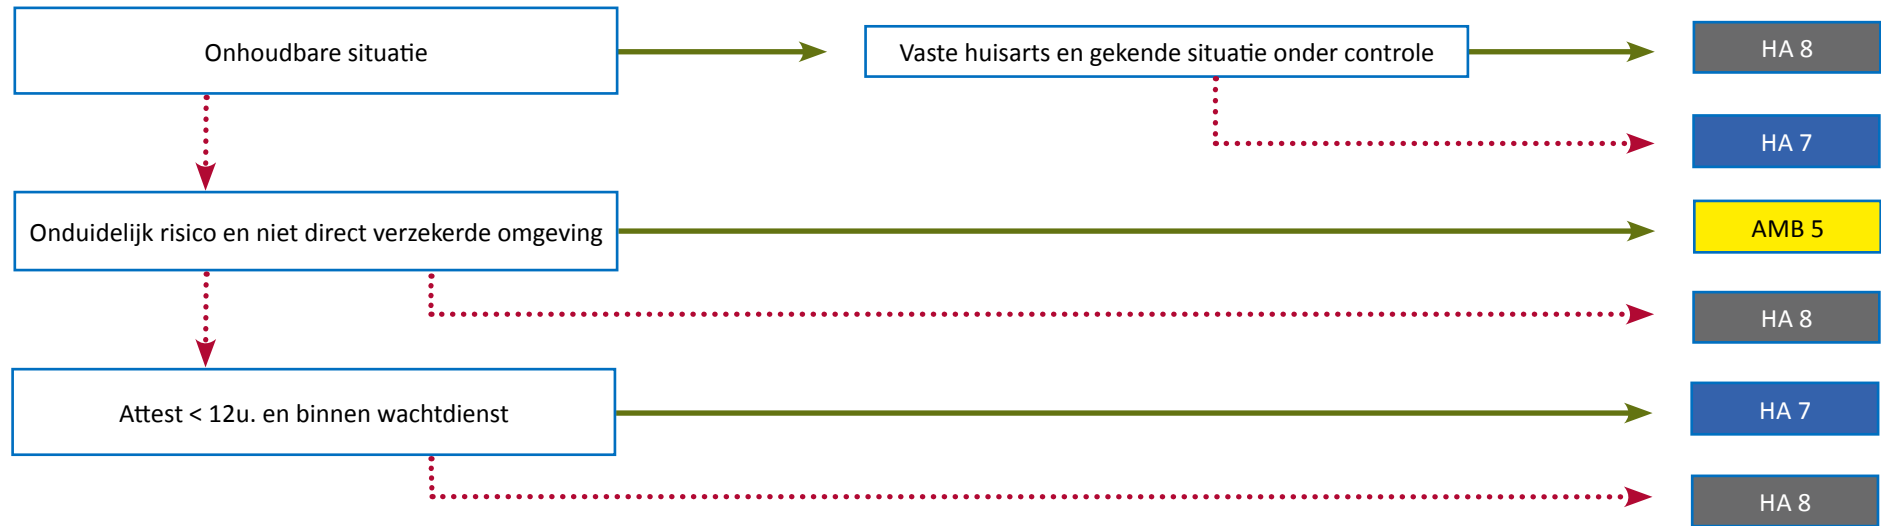 Onhoudbare situatie
Vaste huisarts en gekende situatie onder controle
HA 8
HA 7
Onduidelijk risico en niet direct verzekerde omgeving
AMB 5
HA 8
Attest < 12u. en binnen wachtdienst
HA 7
HA 8